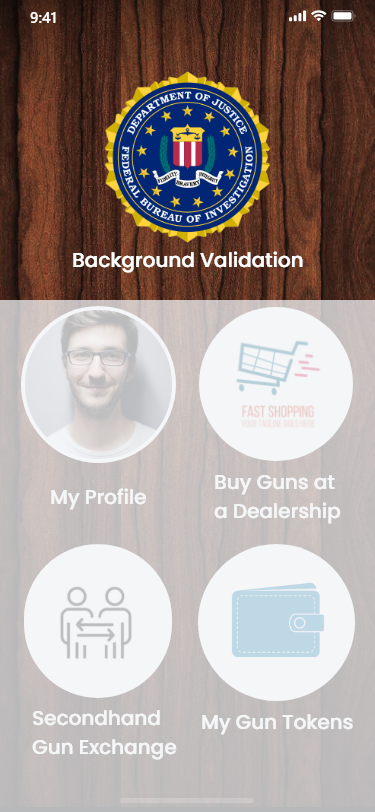 9:41
DEPARTMENT OF JUSTICE
FIDELITY
BRAVERY
INTEGRITY
FEDERAL BUREAU OF INVESTIGATION
Background Validation
FAST SHOPPING
YOUR TAGLINE GOES HERE
My Profile
Buy Guns at
a Dealership
Secondhand
Gun Exchange
My Gun Tokens